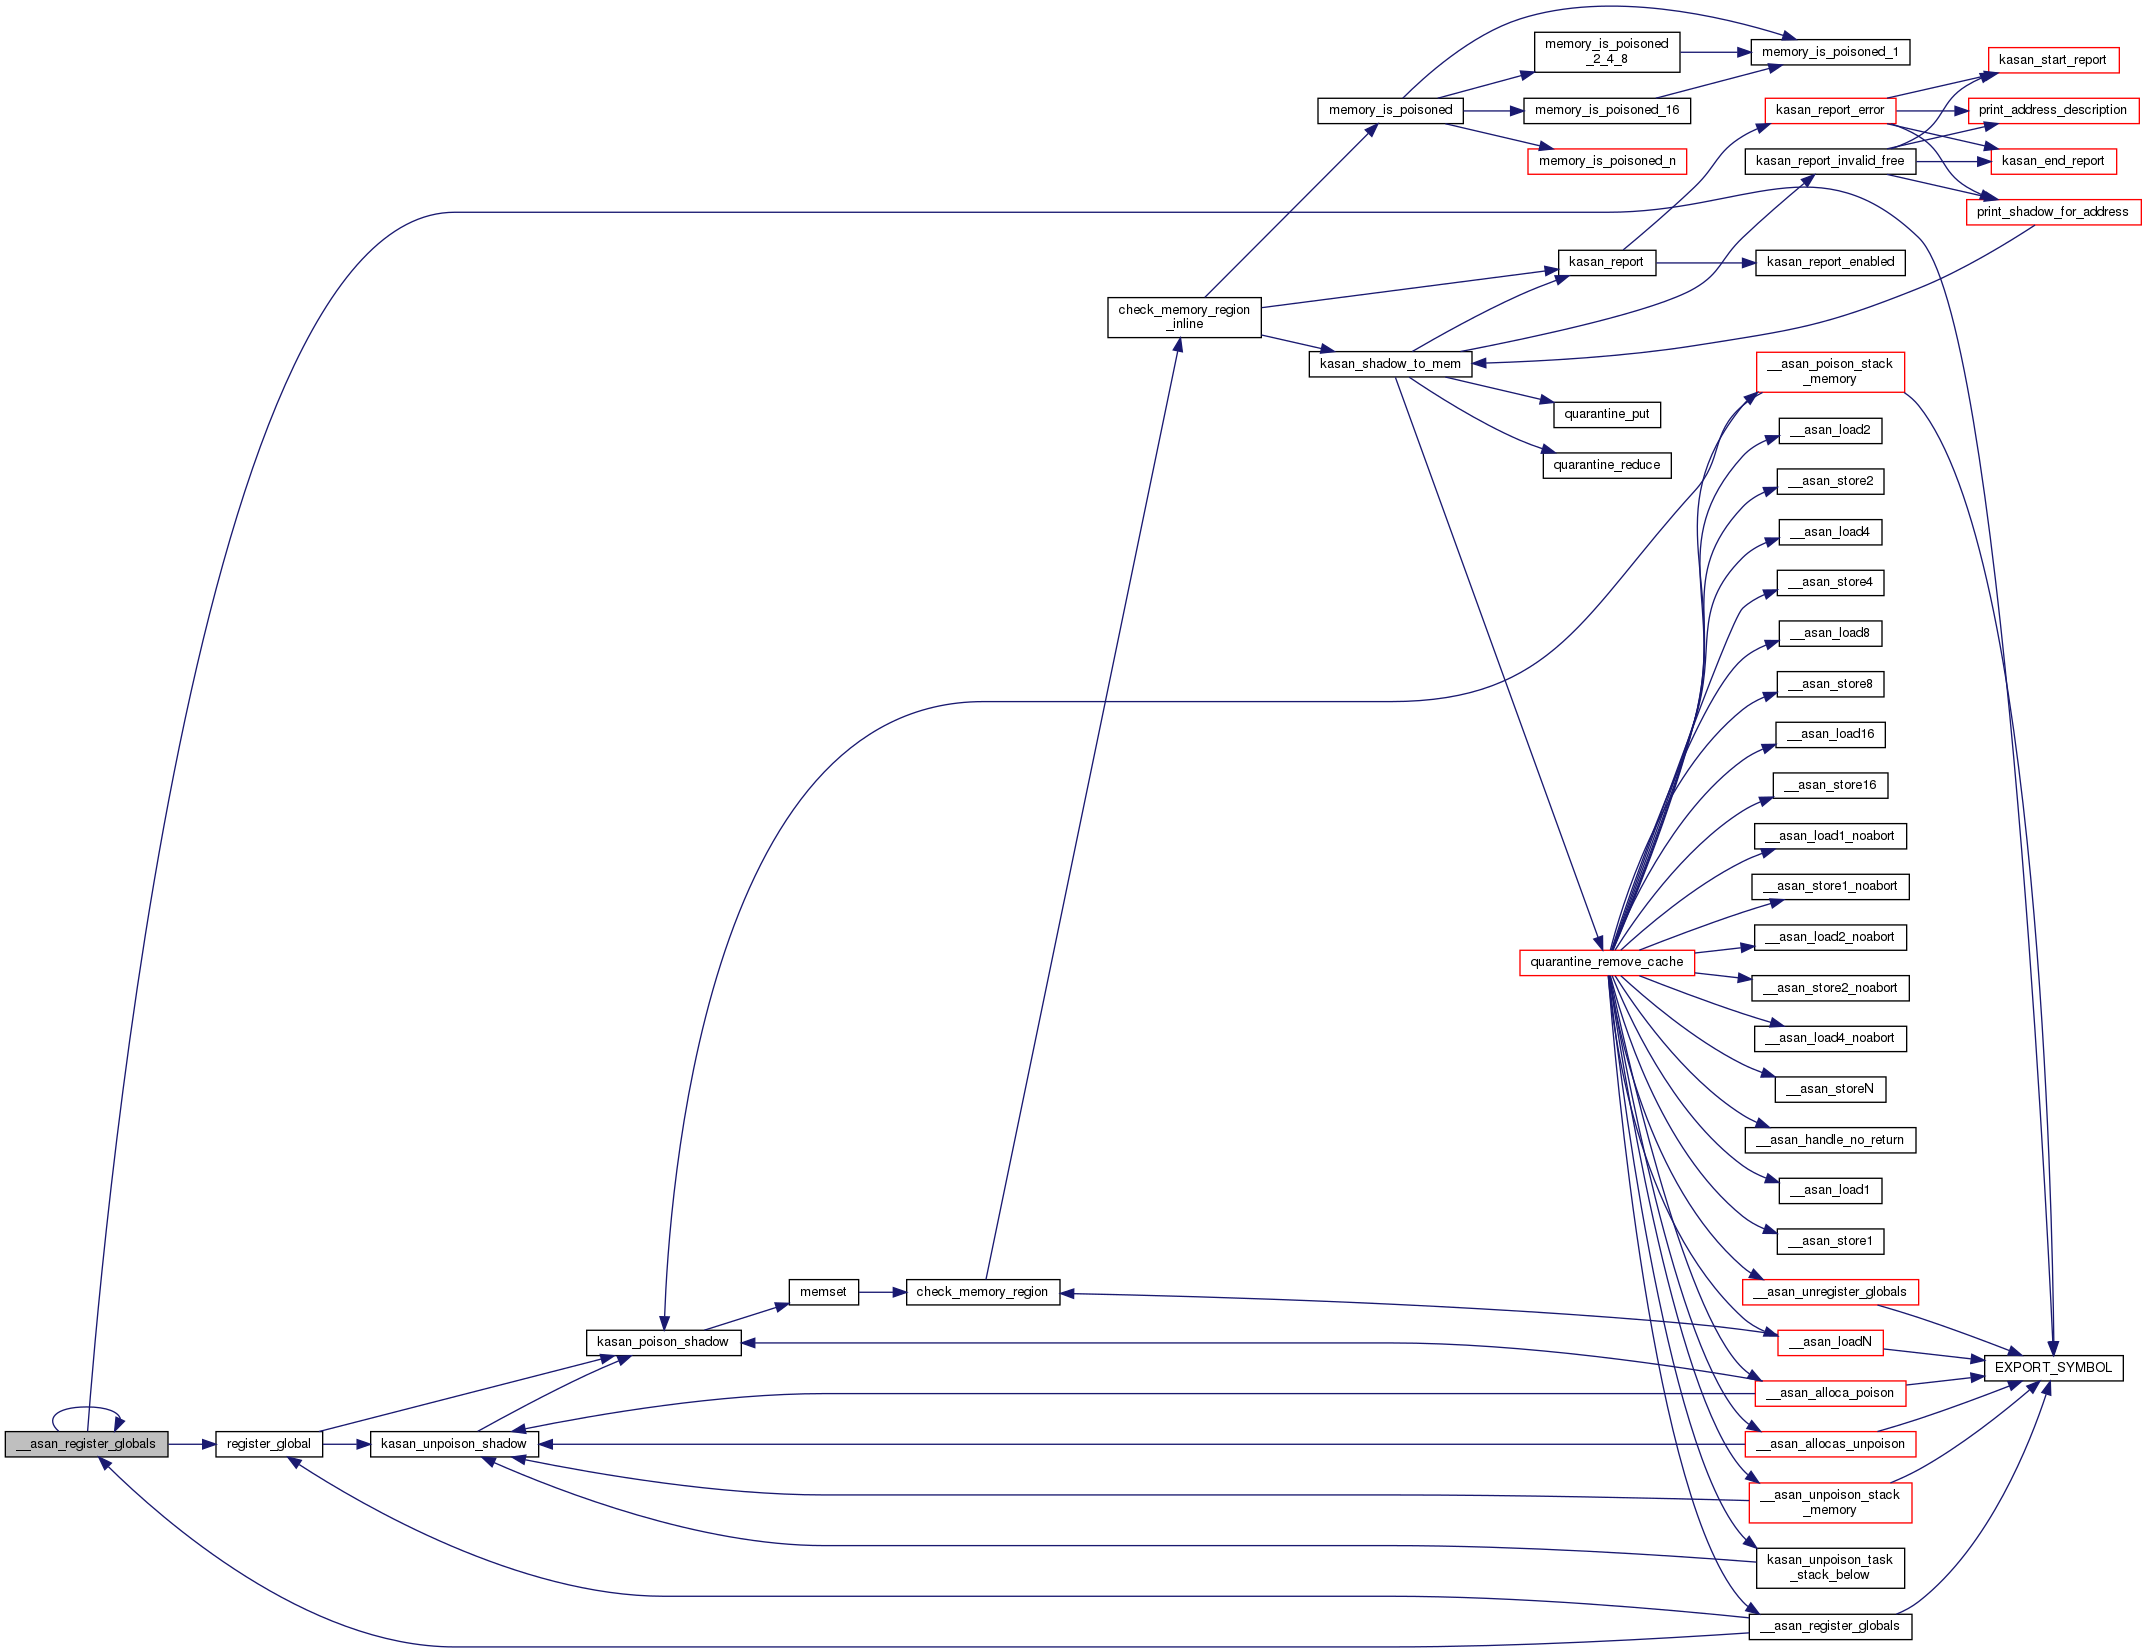 memory_is_poisoned
_2_4_8
memory_is_poisoned_1
kasan_start_report
memory_is_poisoned
memory_is_poisoned_16
kasan_report_error
print_address_description
memory_is_poisoned_n
kasan_report_invalid_free
kasan_end_report
print_shadow_for_address
kasan_report
kasan_report_enabled
check_memory_region
_inline
kasan_shadow_to_mem
__asan_poison_stack
_memory
quarantine_put
__asan_load2
quarantine_reduce
__asan_store2
__asan_load4
__asan_store4
__asan_load8
__asan_store8
__asan_load16
__asan_store16
__asan_load1_noabort
__asan_store1_noabort
__asan_load2_noabort
quarantine_remove_cache
__asan_store2_noabort
__asan_load4_noabort
__asan_storeN
__asan_handle_no_return
__asan_load1
__asan_store1
memset
check_memory_region
__asan_unregister_globals
kasan_poison_shadow
__asan_loadN
EXPORT_SYMBOL
__asan_alloca_poison
__asan_register_globals
register_global
kasan_unpoison_shadow
__asan_allocas_unpoison
__asan_unpoison_stack
_memory
kasan_unpoison_task
_stack_below
__asan_register_globals